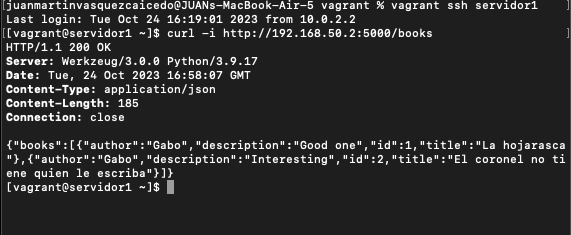 juanmartinvasquezcaicedo@JUANs-MacBook-Air-5 vagrant % vagrant ssh servidor1
Last login: Tue Oct 24 16:19:01 2023 from 10.0.2.2
[[vagrant@servidor1 ~]$ curl -i http://192.168.50.2:5000/books ]
HTTP/1.1 200 OK
Server: Werkzeug/3.0.0 Python/3.9.17
Date: Tue, 24 Oct 2023 16:58:07 GMT
Content-Type: application/json
Content-Length: 185
Connection: close

{"books":[{"author":"Gabo","description":"Good one","id":1,"title":"La hojarasca
"},{"author":"Gabo","description":"Interesting","id":2,"title":"El coronel no ti
ene quien le escriba"}]}
[vagrant@servidor1 ~]$